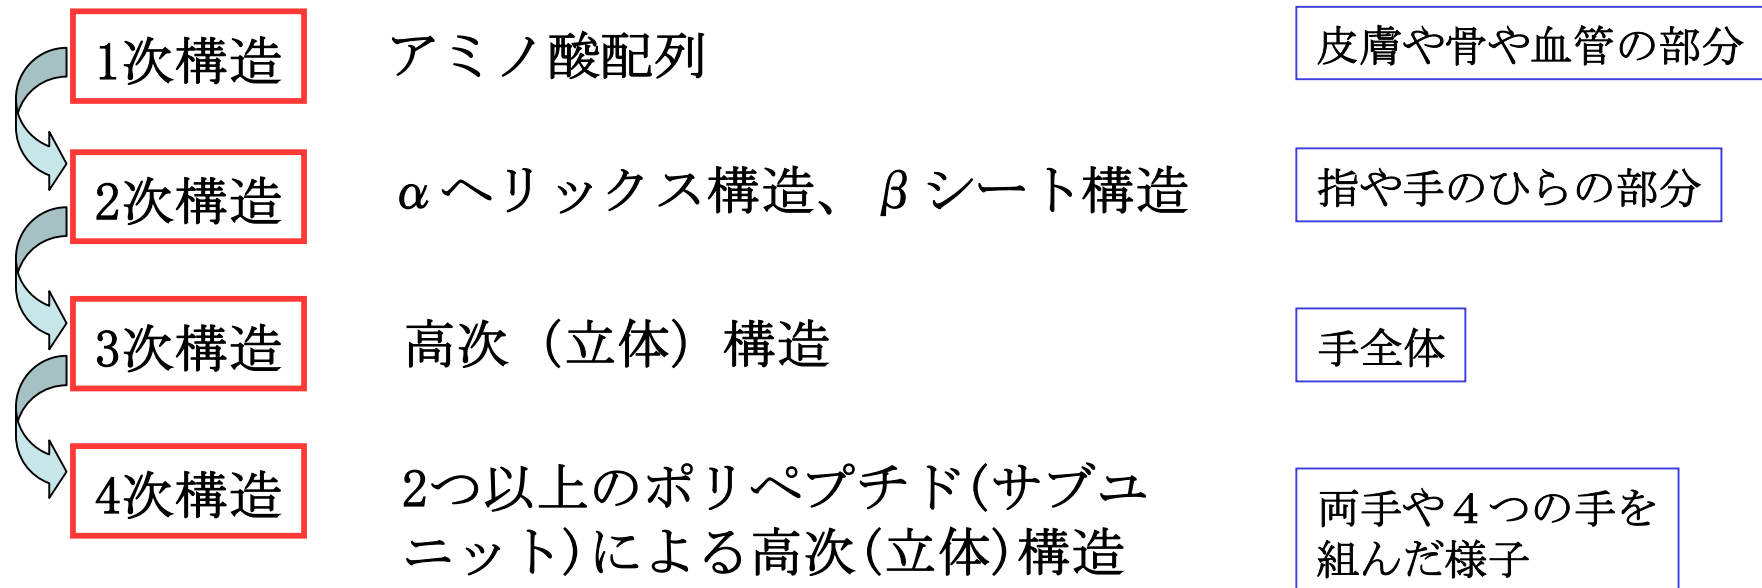 1次構造
アミノ酸配列
皮膚や骨や血管の部分
2次構造
αヘリックス構造、βシート構造
指や手のひらの部分
3次構造
高次（立体）構造
手全体
4次構造
2つ以上のポリペプチド(サブユ
ニット)による高次(立体)構造
両手や４つの手を
組んだ様子